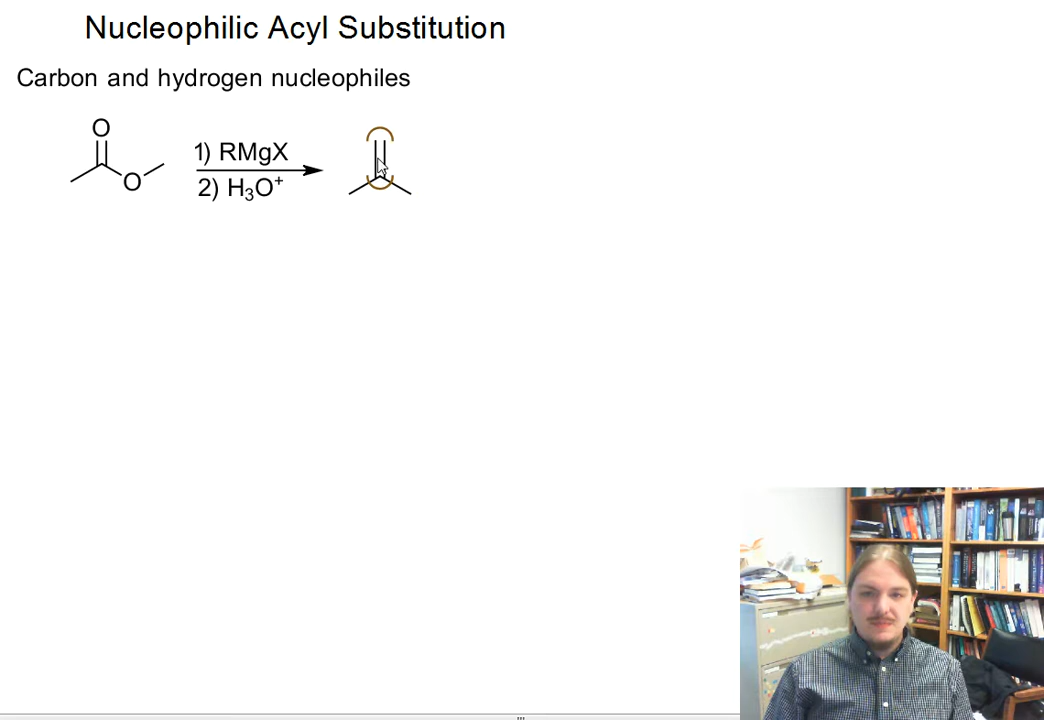 Nucleophilic Acyl Substitution
Carbon and hydrogen nucleophiles
O
O
1) RMgX
2) H₃O⁺